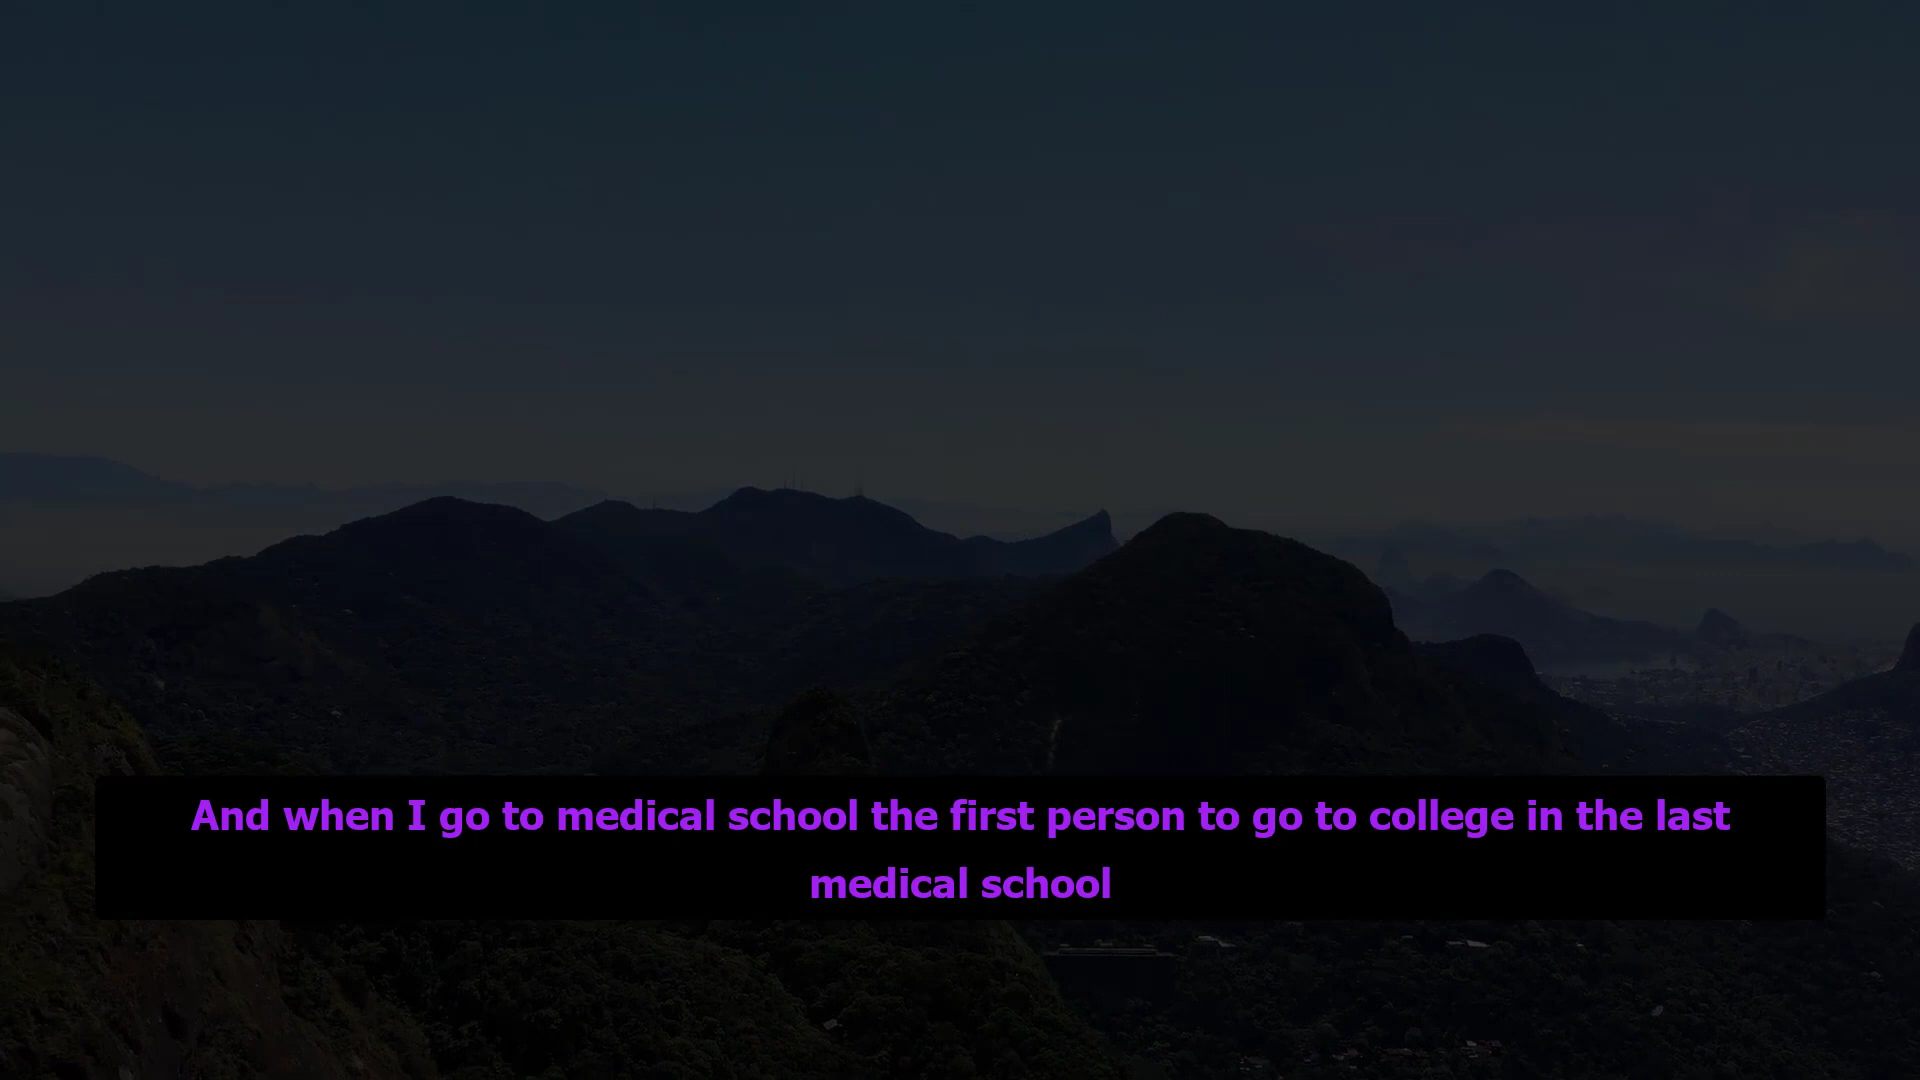 And when I go to medical school the first person to go to college in the last
medical school